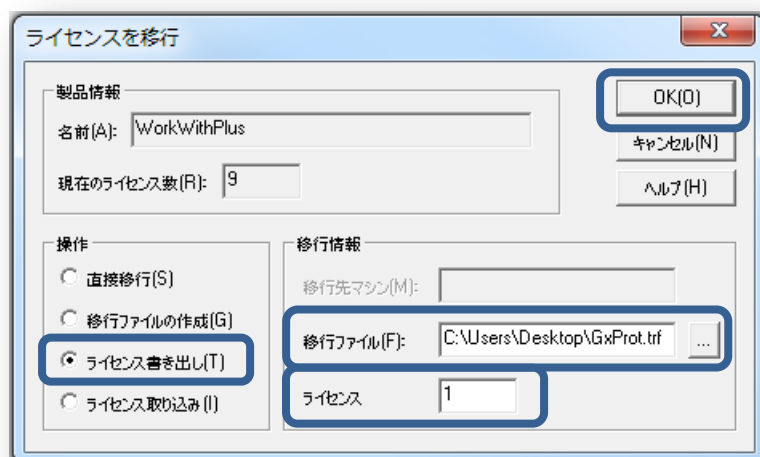 ライセンスを移行
製品情報
名前(A): WorkWithPlus
現在のライセンス数(R): 9
OK(O)
キャンセル(N)
ヘルプ(H)
操作
直接移行(S)
移行ファイルの作成(G)
ライセンス書き出し(T)
ライセンス取り込み(I)
移行情報
移行先マシン(M):
移行ファイル(F): C:\Users\Desktop\GxProt.trf ...
ライセンス 1